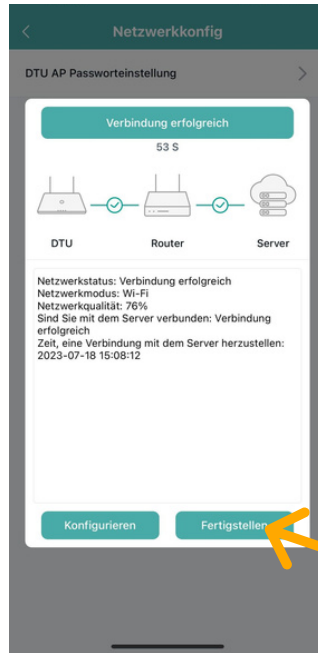 Netzwerkkonfig
DTU AP Passworteinstellung
Verbindung erfolgreich
53 S
DTU Router Server
Netzwerkstatus: Verbindung erfolgreich
Netzwerkmodus: Wi-Fi
Netzwerkqualität: 76%
Sind Sie mit dem Server verbunden: Verbindung
erfolgreich
Zeit, eine Verbindung mit dem Server herzustellen:
2023-07-18 15:08:12
Konfigurieren Fertigstellen